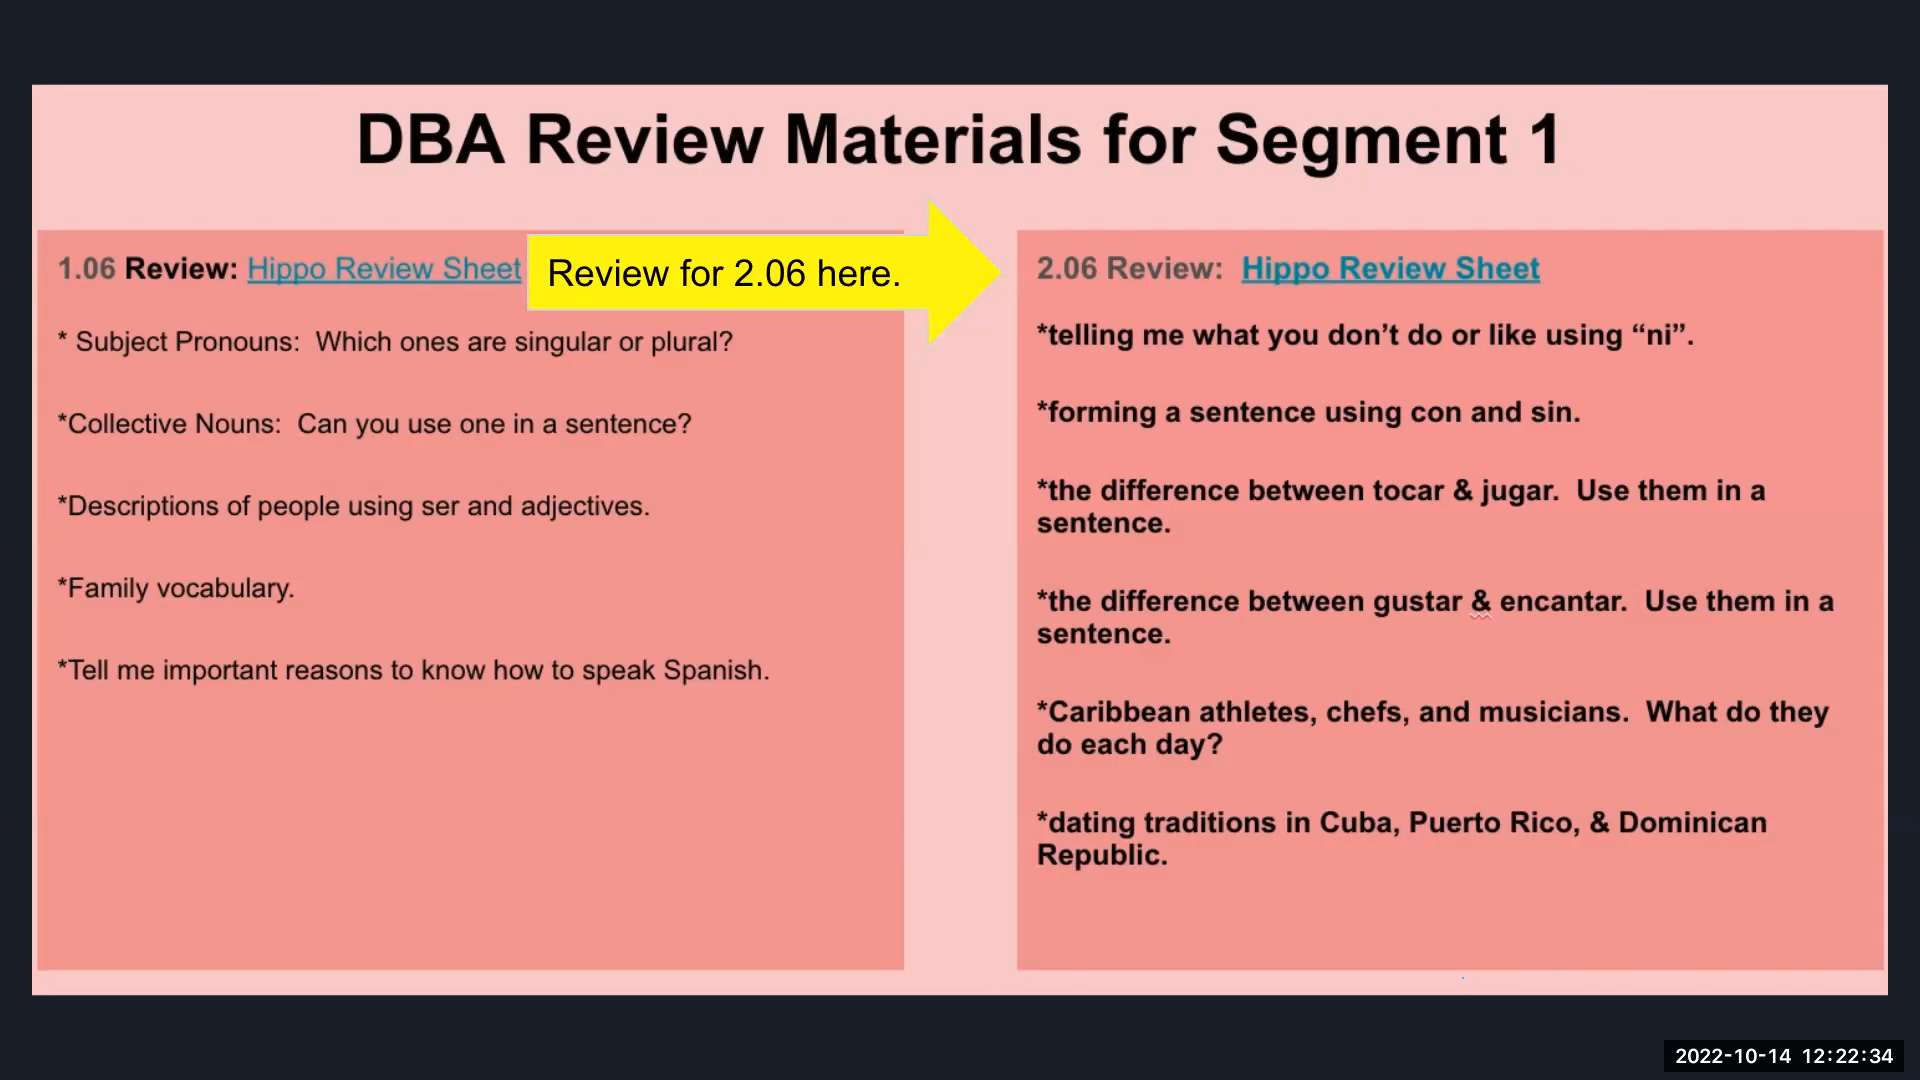 DBA Review Materials for Segment 1
1.06 Review: Hippo Review Sheet
Review for 2.06 here.
* Subject Pronouns:  Which ones are singular or plural?
*Collective Nouns:  Can you use one in a sentence?
*Descriptions of people using ser and adjectives.
*Family vocabulary.
*Tell me important reasons to know how to speak Spanish.
2.06 Review:  Hippo Review Sheet
*telling me what you don’t do or like using “ni”.
*forming a sentence using con and sin.
*the difference between tocar & jugar.  Use them in a
sentence.
*the difference between gustar & encantar.  Use them in a
sentence.
*Caribbean athletes, chefs, and musicians.  What do they
do each day?
*dating traditions in Cuba, Puerto Rico, & Dominican
Republic.
2022-10-14 12:22:34